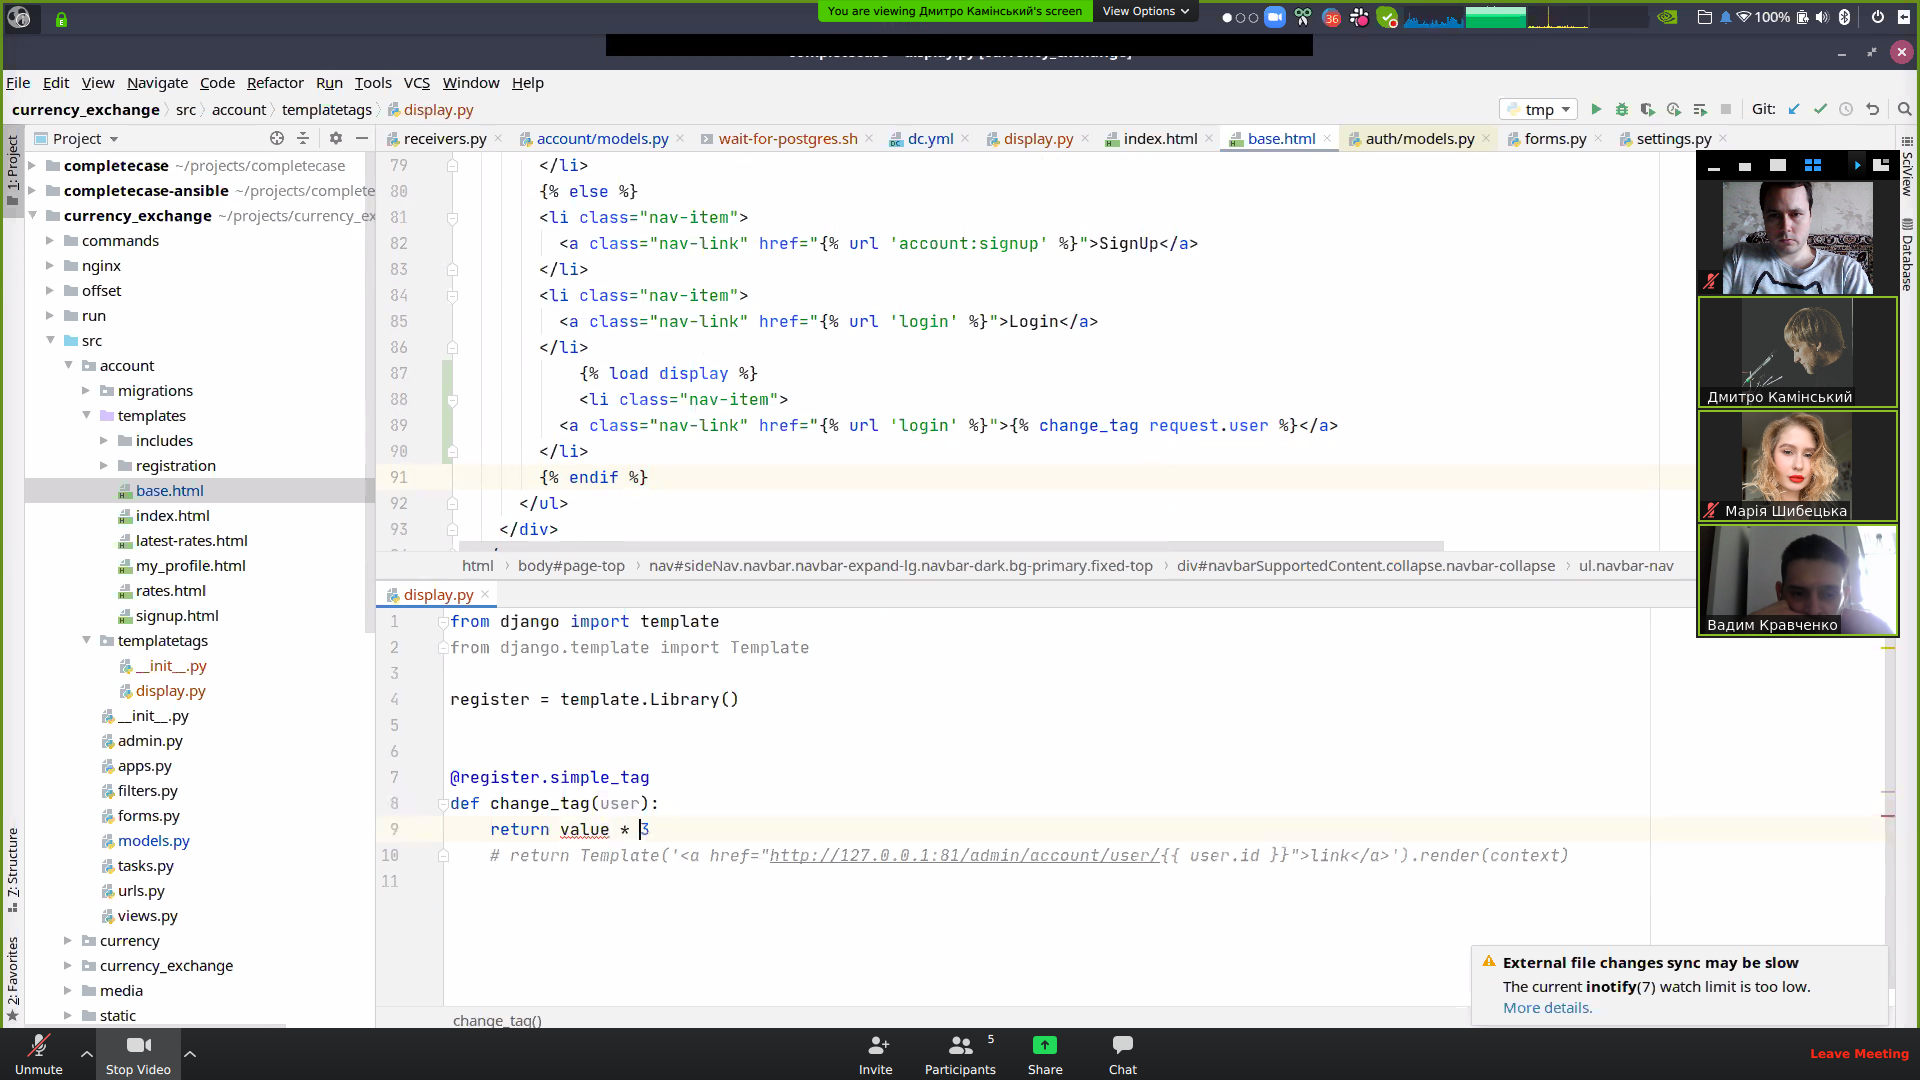 You are viewing Дмитро Камінський's screen
View Options
36
100%
File Edit View Navigate Code Refactor Run Tools VCS Window Help
currency_exchange src account templatetags display.py
tmp
Git:
Project
receivers.py
account/models.py
wait-for-postgres.sh
dc.yml
display.py
index.html
base.html
auth/models.py
forms.py
settings.py
1: Project
7: Structure
2: Favorites
SciView
Database
completecase ~/projects/completecase
completecase-ansible ~/projects/complete
currency_exchange ~/projects/currency_ex
commands
nginx
offset
run
src
account
migrations
templates
includes
registration
base.html
index.html
latest-rates.html
my_profile.html
rates.html
signup.html
templatetags
__init__.py
display.py
__init__.py
admin.py
apps.py
filters.py
forms.py
models.py
tasks.py
urls.py
views.py
currency
currency_exchange
media
static
79 </li>
80 {% else %}
81 <li class="nav-item">
82 <a class="nav-link" href="{% url 'account:signup' %}">SignUp</a>
83 </li>
84 <li class="nav-item">
85 <a class="nav-link" href="{% url 'login' %}">Login</a>
86 </li>
87 {% load display %}
88 <li class="nav-item">
89 <a class="nav-link" href="{% url 'login' %}">{% change_tag request.user %}</a>
90 </li>
91 {% endif %}
92 </ul>
93 </div>
html body#page-top nav#sideNav.navbar.navbar-expand-lg.navbar-dark.bg-primary.fixed-top div#navbarSupportedContent.collapse.navbar-collapse ul.navbar-nav
display.py
1 from django import template
2 from django.template import Template
3
4 register = template.Library()
5
6
7 @register.simple_tag
8 def change_tag(user):
9 return value * 3
10 # return Template('<a href="http://127.0.0.1:81/admin/account/user/{{ user.id }}">link</a>').render(context)
11
change_tag()
Дмитро Камінський
Марія Шибецька
Вадим Кравченко
External file changes sync may be slow
The current inotify(7) watch limit is too low.
More details.
Unmute
Stop Video
Invite
Participants 5
Share
Chat
Leave Meeting